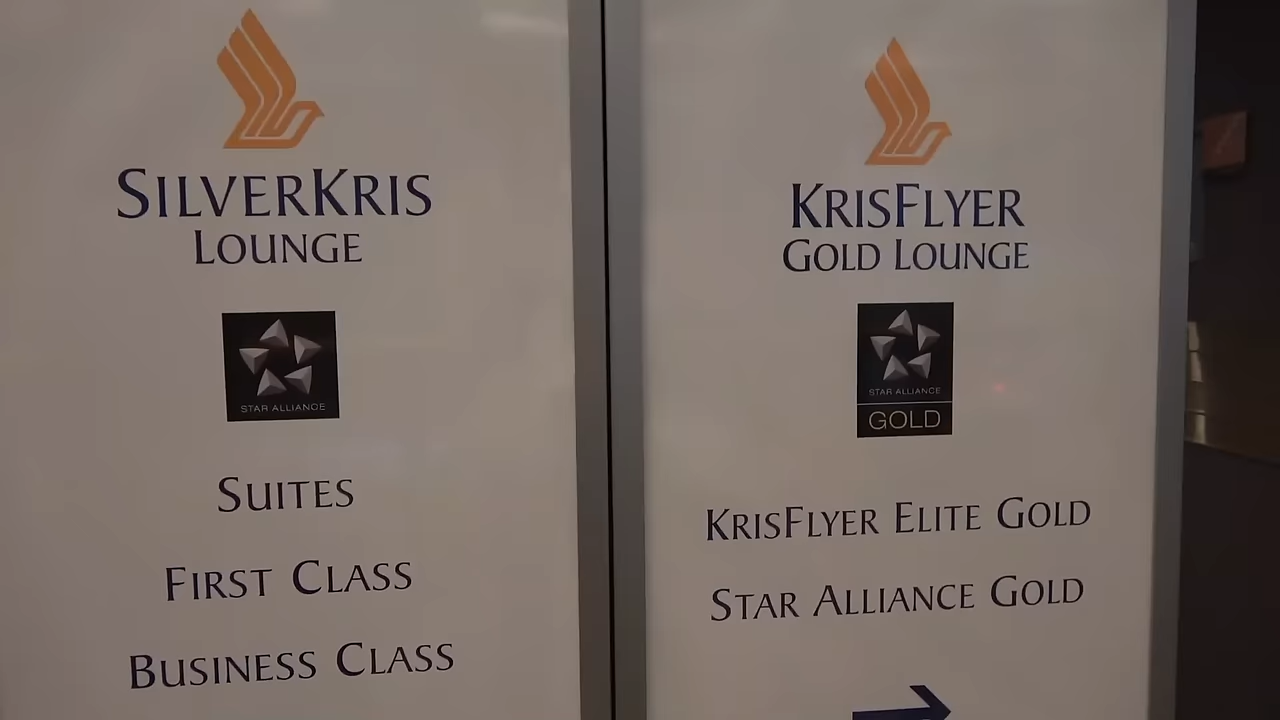 SILVERKRIS
LOUNGE
STAR ALLIANCE
SUITES
FIRST CLASS
BUSINESS CLASS
KRISFLYER
GOLD LOUNGE
STAR ALLIANCE
GOLD
KRISFLYER ELITE GOLD
STAR ALLIANCE GOLD